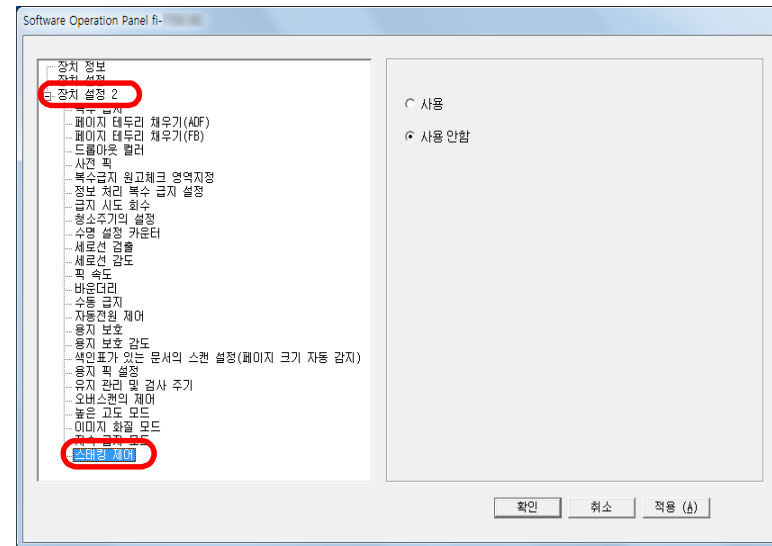 Software Operation Panel fi-
장치 정보
장치 설정
장치 설정 2
복수 급지
페이지 테두리 채우기(ADF)
페이지 테두리 채우기(FB)
드롭아웃 컬러
사전 픽
복수급지 원고체크 영역지정
정보 처리 복수 급지 설정
급지 시도 회수
청소주기의 설정
수명 설정 카운터
세로선 검출
세로선 감도
픽 속도
바운더리
수동 급지
자동전원 제어
용지 보호
용지 보호 감도
색인표가 있는 문서의 스캔 설정(페이지 크기 자동 감지)
용지 픽 설정
유지 관리 및 검사 주기
오버스캔의 제어
높은 고도 모드
이미지 화질 모드
저속 급지 모드
스태킹 제어
사용
사용 안함
확인
취소
적용 (A)